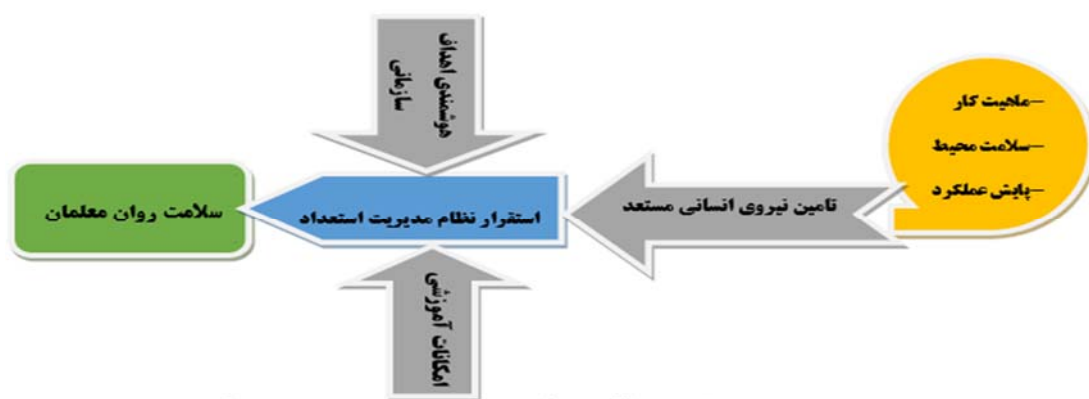 هوشمندی اهداف
سازمانی
–ماهیت کار
–سلامت محیط
–پایش عملکرد
تامین نیروی انسانی مستعد
استقرار نظام مدیریت استعداد
سلامت روان معلمان
امکانات آموزشی